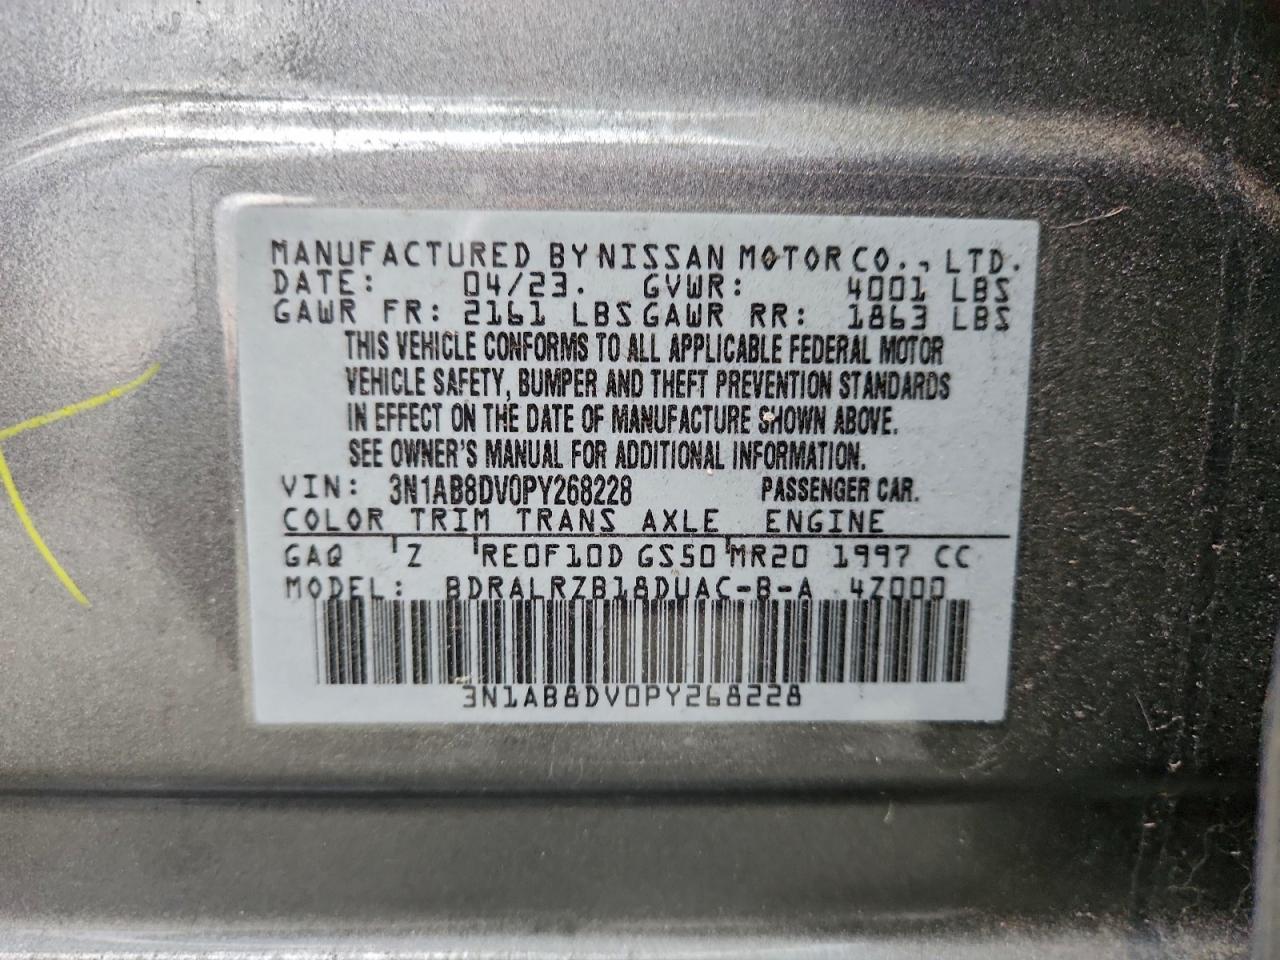 MANUFACTURED BY NISSAN MOTOR CO., LTD.
DATE: 04/23. GVWR: 4001 LBS
GAWR FR: 2161 LBS GAWR RR: 1863 LBS
THIS VEHICLE CONFORMS TO ALL APPLICABLE FEDERAL MOTOR
VEHICLE SAFETY, BUMPER AND THEFT PREVENTION STANDARDS
IN EFFECT ON THE DATE OF MANUFACTURE SHOWN ABOVE.
SEE OWNER'S MANUAL FOR ADDITIONAL INFORMATION.
VIN: 3N1AB8DV0PY268228 PASSENGER CAR.
COLOR TRIM TRANS AXLE ENGINE
GAQ Z RE0F10D GS50 MR20 1997 CC
MODEL: BDRALRZB18DUAC-B-A 4Z000
3N1AB8DV0PY268228